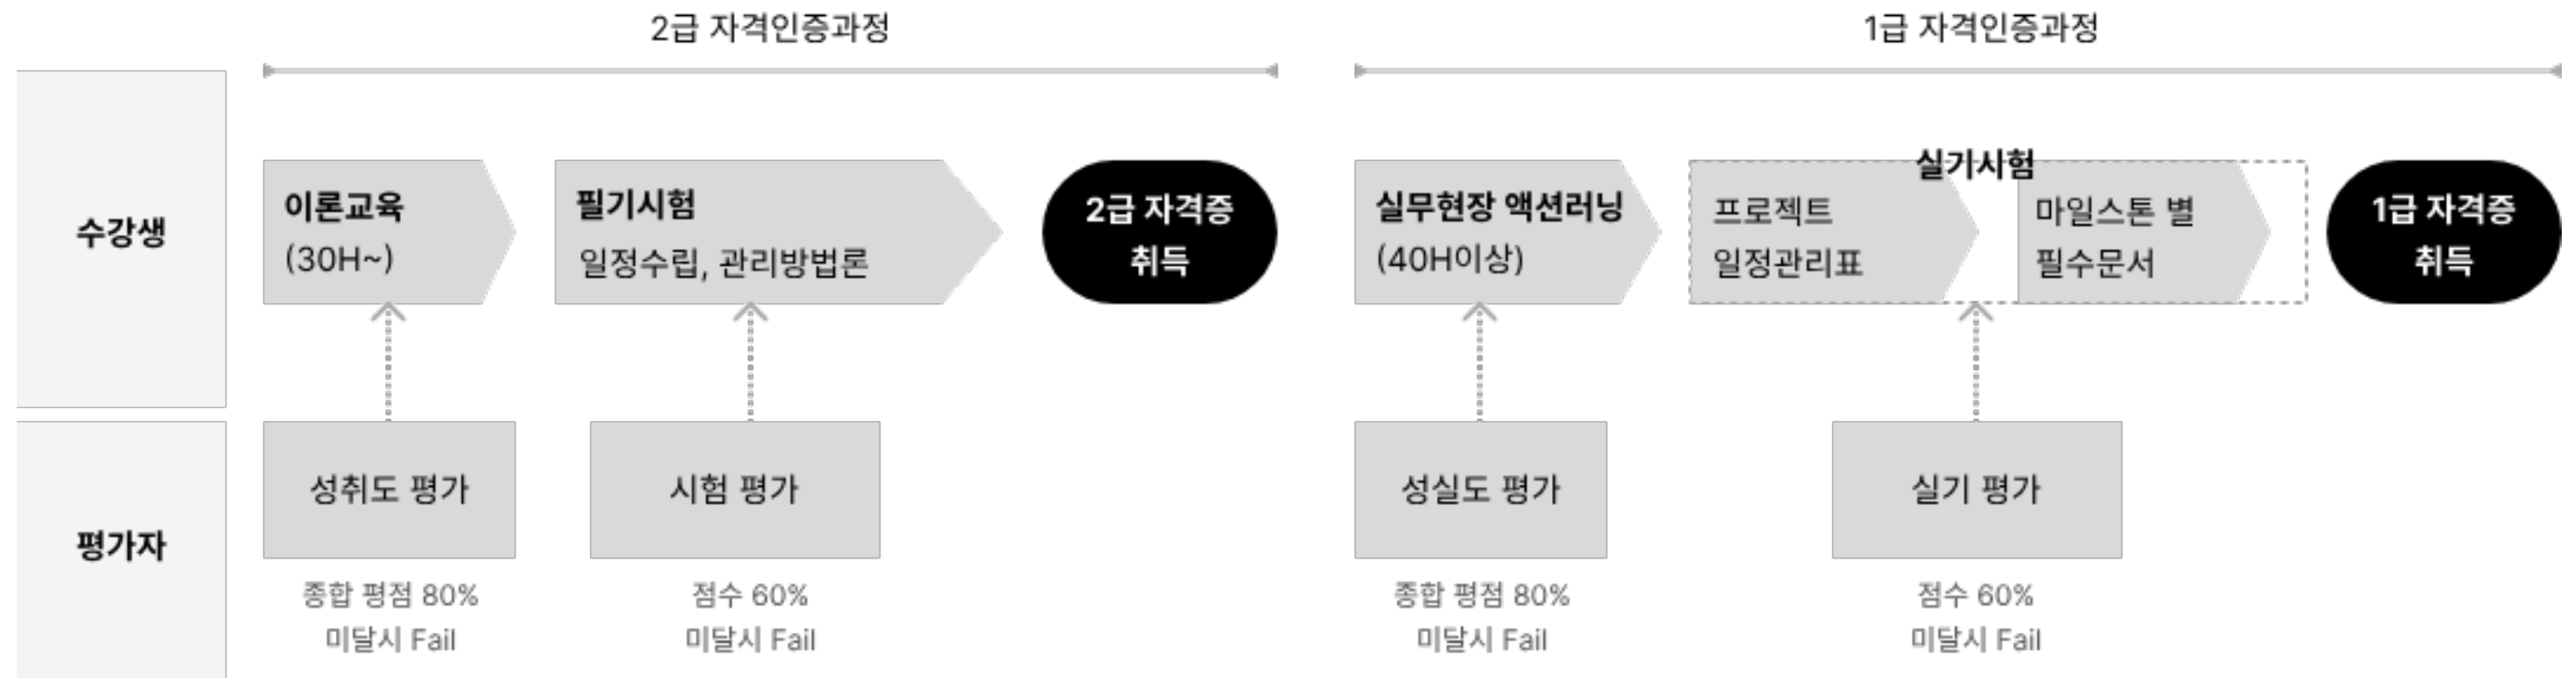 2급 자격인증과정
1급 자격인증과정
수강생
이론교육
(30H~)
필기시험
일정수립, 관리방법론
2급 자격증
취득
실무현장 액션러닝
(40H이상)
실기시험
프로젝트
일정관리표
마일스톤 별
필수문서
1급 자격증
취득
평가자
성취도 평가
종합 평점 80%
미달시 Fail
시험 평가
점수 60%
미달시 Fail
성실도 평가
종합 평점 80%
미달시 Fail
실기 평가
점수 60%
미달시 Fail